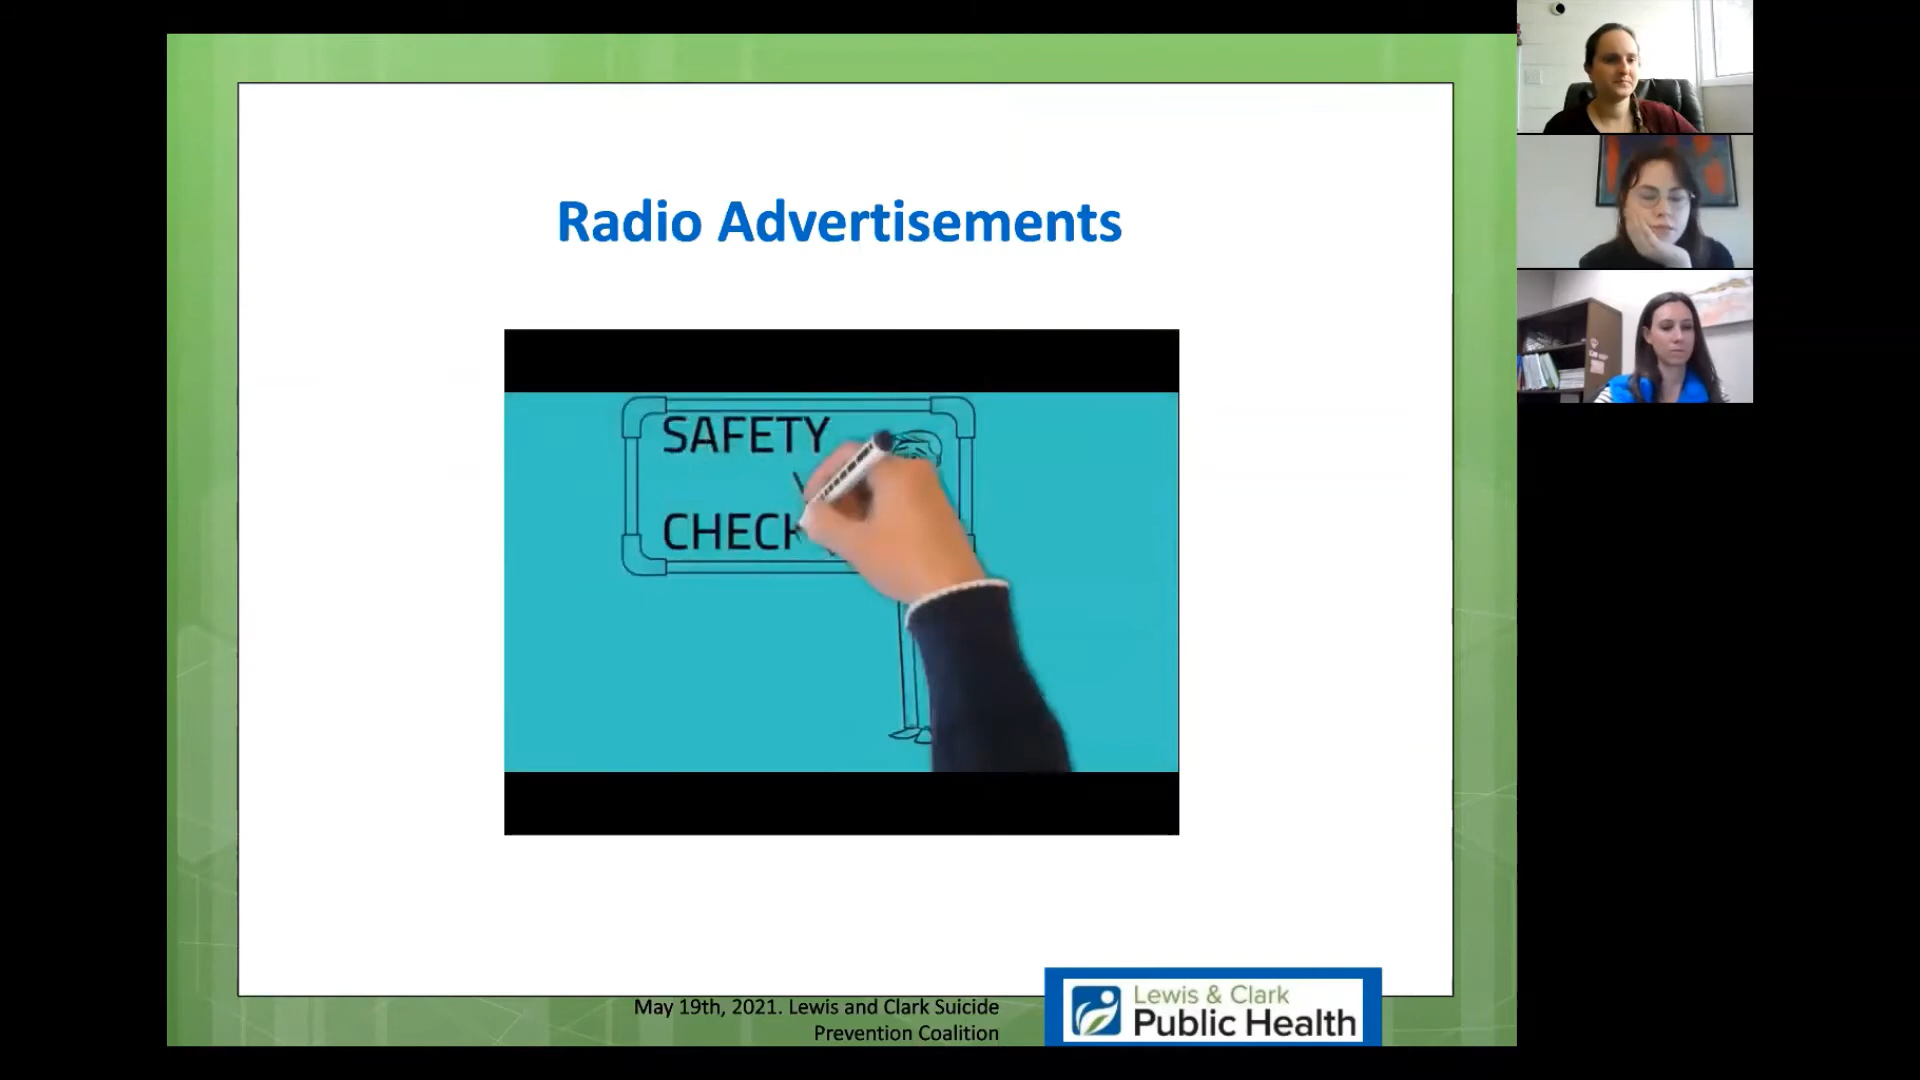 Radio Advertisements
SAFETY
CHECK
May 19th, 2021. Lewis and Clark Suicide
Prevention Coalition
Lewis & Clark
Public Health